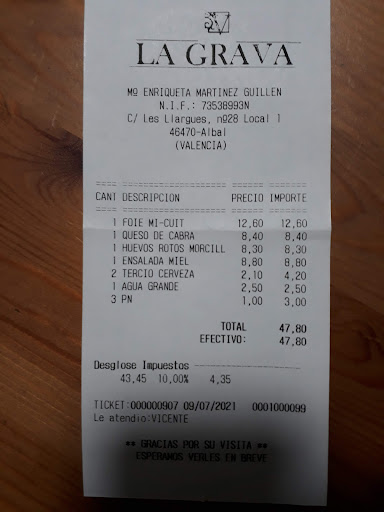 LA GRAVA
Mº ENRIQUETA MARTINEZ GUILLEN
N.I.F.: 73538993N
C/ Les Llargues, nº28 Local 1
46470-Albal
(VALENCIA)
CANT DESCRIPCION PRECIO IMPORTE
1 FOIE MI-CUIT 12,60 12,60
1 QUESO DE CABRA 8,40 8,40
1 HUEVOS ROTOS MORCILL 8,30 8,30
1 ENSALADA MIEL 8,80 8,80
2 TERCIO CERVEZA 2,10 4,20
1 AGUA GRANDE 2,50 2,50
3 PN 1,00 3,00
TOTAL 47,80
EFECTIVO: 47,80
Desglose Impuestos
43,45 10,00% 4,35
TICKET:000000907 09/07/2021 0001000099
Le atendio:VICENTE
** GRACIAS POR SU VISITA **
ESPERAMOS VERLES EN BREVE